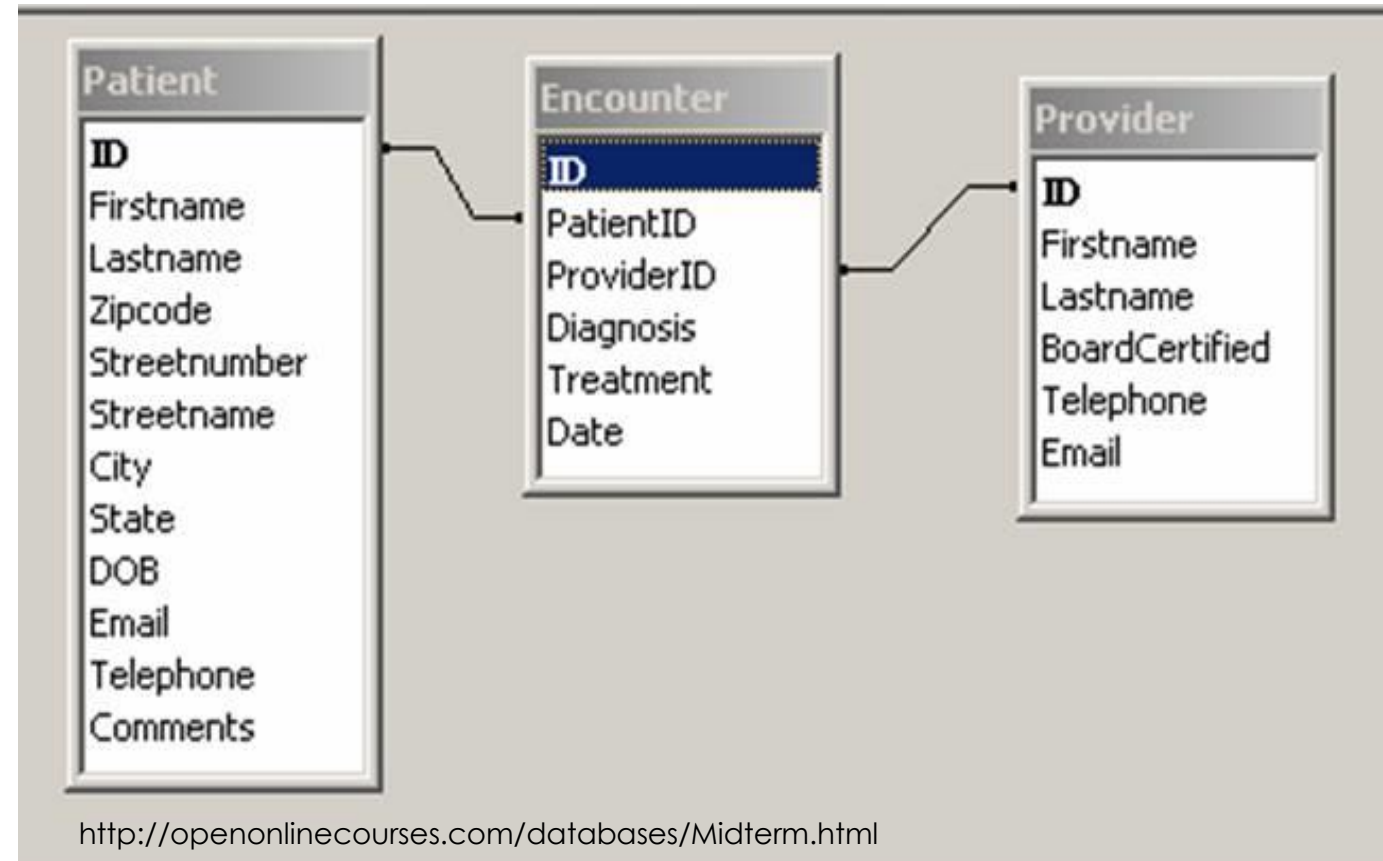 Patient
ID
Firstname
Lastname
Zipcode
Streetnumber
Streetname
City
State
DOB
Email
Telephone
Comments
Encounter
ID
PatientID
ProviderID
Diagnosis
Treatment
Date
Provider
ID
Firstname
Lastname
BoardCertified
Telephone
Email
http://openonlinecourses.com/databases/Midterm.html